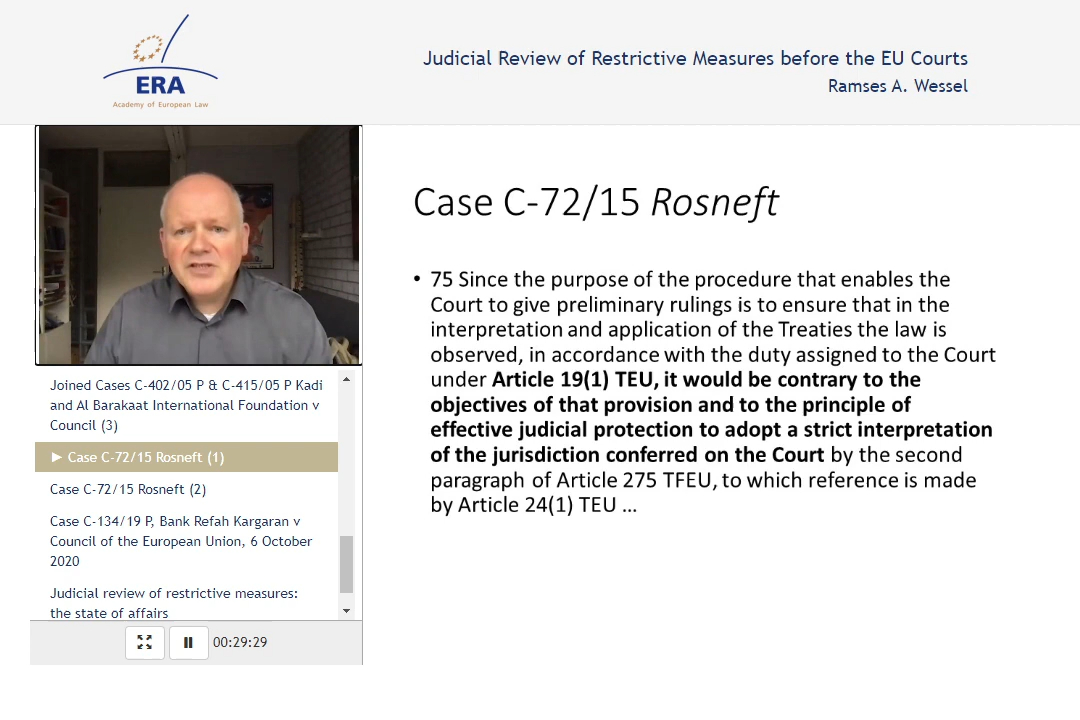 ERA
Academy of European Law
Judicial Review of Restrictive Measures before the EU Courts
Ramses A. Wessel
Joined Cases C-402/05 P & C-415/05 P Kadi
and Al Barakaat International Foundation v
Council (3)
► Case C-72/15 Rosneft (1)
Case C-72/15 Rosneft (2)
Case C-134/19 P, Bank Refah Kargaran v
Council of the European Union, 6 October
2020
Judicial review of restrictive measures:
the state of affairs
00:29:29
Case C-72/15 Rosneft
• 75 Since the purpose of the procedure that enables the
Court to give preliminary rulings is to ensure that in the
interpretation and application of the Treaties the law is
observed, in accordance with the duty assigned to the Court
under Article 19(1) TEU, it would be contrary to the
objectives of that provision and to the principle of
effective judicial protection to adopt a strict interpretation
of the jurisdiction conferred on the Court by the second
paragraph of Article 275 TFEU, to which reference is made
by Article 24(1) TEU ...